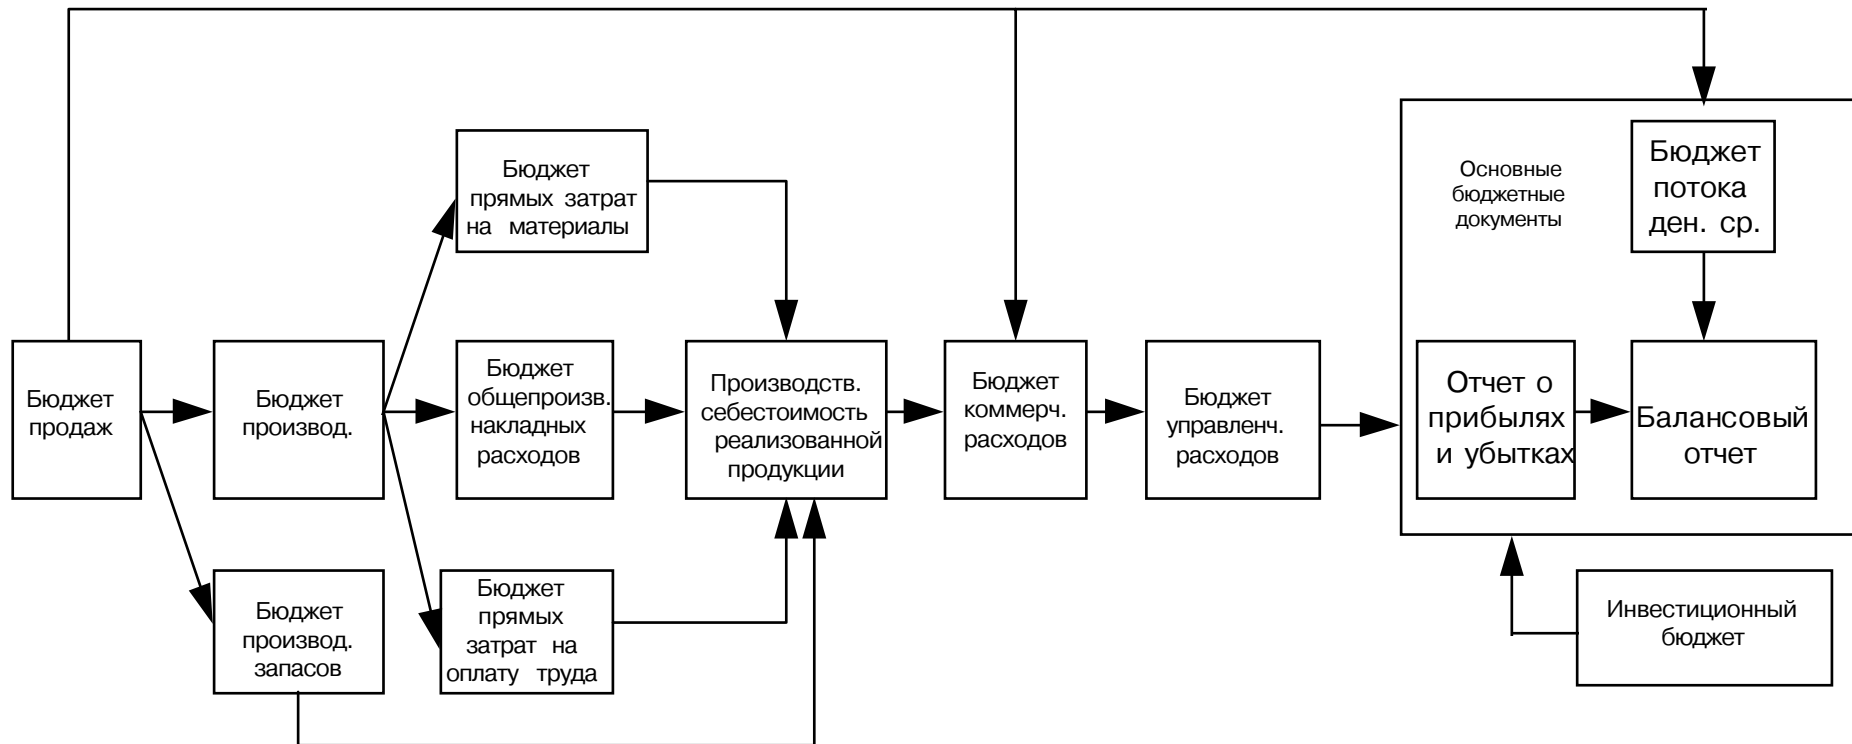 Бюджет
прямых затрат
на материалы
Основные
бюджетные
документы
Бюджет
потока
ден. ср.
Бюджет
продаж
Бюджет
производ.
Бюджет
общепроизв.
накладных
расходов
Производств.
себестоимость
реализованной
продукции
Бюджет
коммерч.
расходов
Бюджет
управленч.
расходов
Отчет о
прибылях
и убытках
Балансовый
отчет
Бюджет
производ.
запасов
Бюджет
прямых
затрат на
оплату труда
Инвестиционный
бюджет